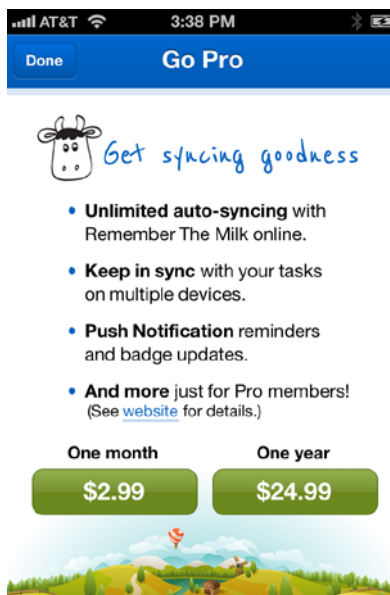 AT&T 3:38 PM
Done Go Pro
Get syncing goodness
• Unlimited auto-syncing with
Remember The Milk online.
• Keep in sync with your tasks
on multiple devices.
• Push Notification reminders
and badge updates.
• And more just for Pro members!
(See website for details.)
One month One year
$2.99 $24.99